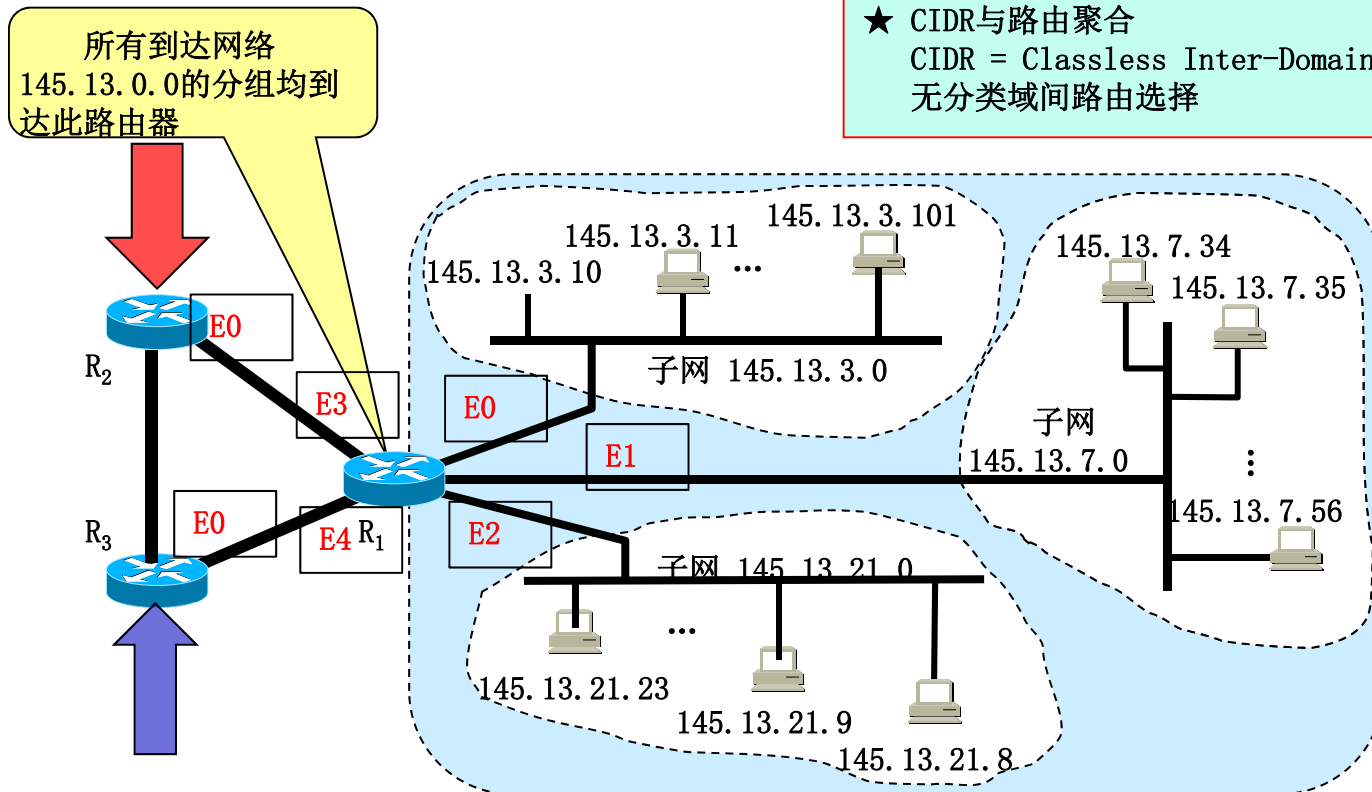 所有到达网络
145.13.0.0的分组均到
达此路由器
★ CIDR与路由聚合
CIDR = Classless Inter-Domain
无分类域间路由选择
145.13.3.10
145.13.3.11
...
145.13.3.101
子网 145.13.3.0
145.13.7.34
145.13.7.35
子网
145.13.7.0
...
145.13.7.56
R2
E0
E3
E0
E1
R3
E0
E4
R1
E2
子网 145.13.21.0
...
145.13.21.23
145.13.21.9
145.13.21.8